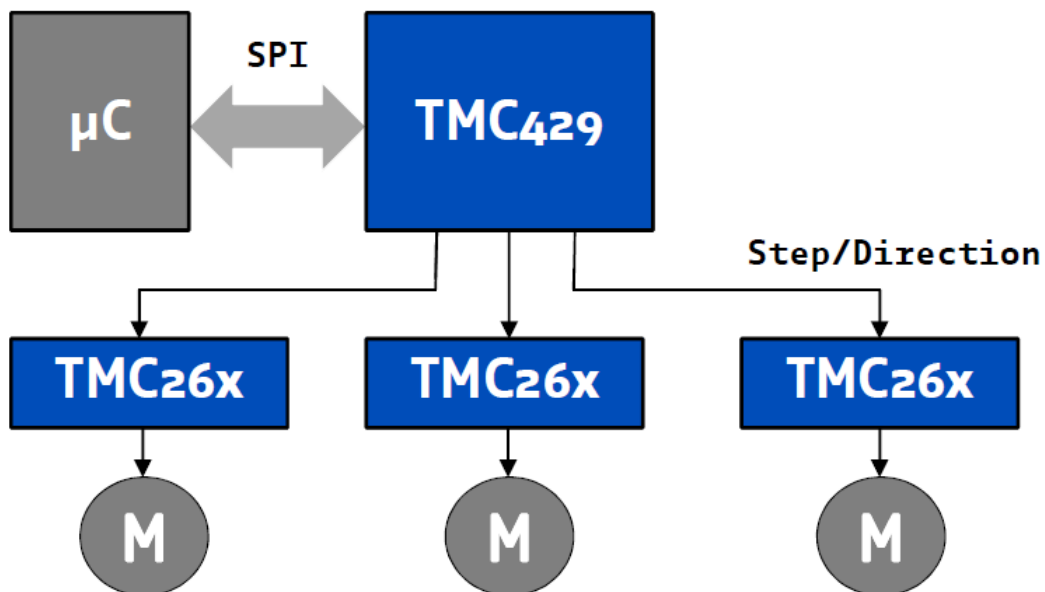 SPI
µC
TMC429
Step/Direction
TMC26x
TMC26x
TMC26x
M
M
M